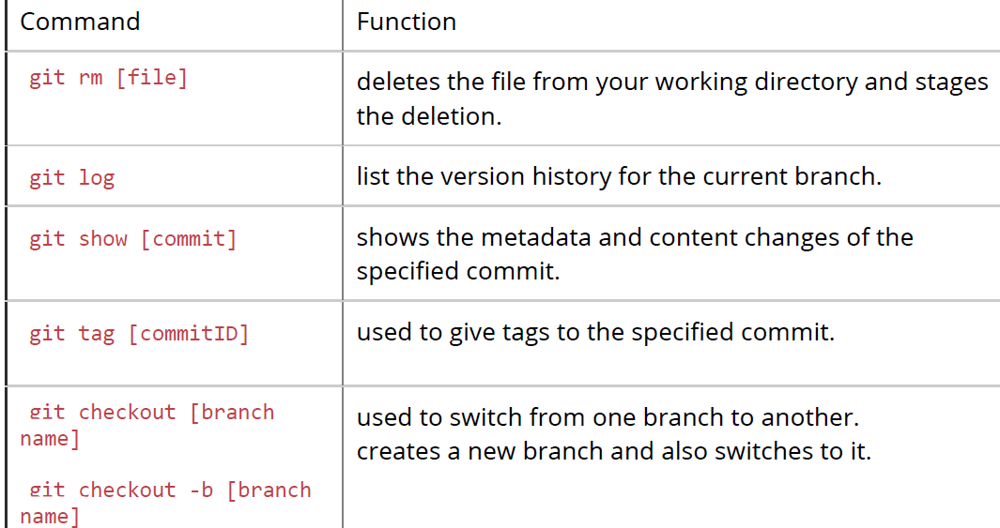 Command
Function
git rm [file]
deletes the file from your working directory and stages
the deletion.
git log
list the version history for the current branch.
git show [commit]
shows the metadata and content changes of the
specified commit.
git tag [commitID]
used to give tags to the specified commit.
git checkout [branch
name]
git checkout -b [branch
name]
used to switch from one branch to another.
creates a new branch and also switches to it.